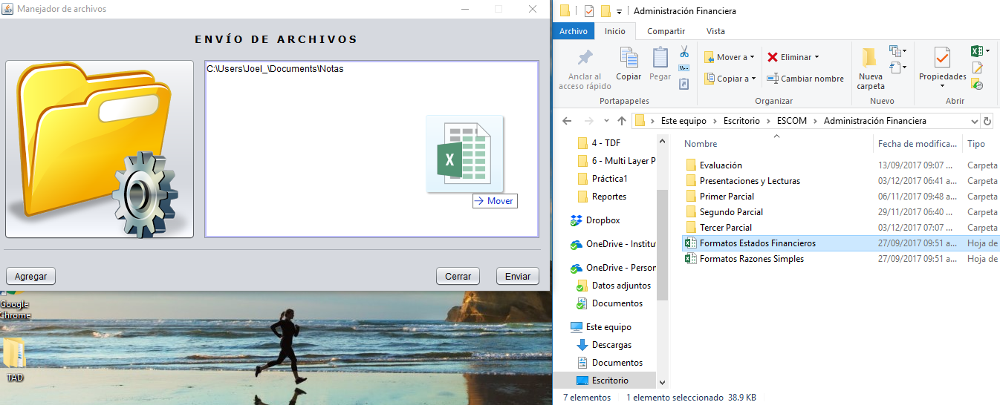 Manejador de archivos
ENVÍO DE ARCHIVOS
C:\Users\Joel_\Documents\Notas
X
Mover
Agregar
Cerrar
Enviar
Google
Chrome
TAD
Administración Financiera
Archivo
Inicio
Compartir
Vista
Anclar al
acceso rápido
Copiar
Pegar
Portapapeles
Mover a
Copiar a
Eliminar
Cambiar nombre
Organizar
Nueva
carpeta
Nuevo
Propiedades
Abrir
Este equipo
Escritorio
ESCOM
Administración Financiera
4 - TDF
6 - Multi Layer P
Práctica1
Reportes
Dropbox
OneDrive - Institu
OneDrive - Person
Datos adjuntos
Documentos
Este equipo
Descargas
Documentos
Escritorio
Nombre Fecha de modifica... Tipo
Evaluación 13/09/2017 09:07 ... Carpeta
Presentaciones y Lecturas 03/12/2017 06:41 a... Carpeta
Primer Parcial 06/11/2017 09:48 a... Carpeta
Segundo Parcial 29/11/2017 06:40 ... Carpeta
Tercer Parcial 03/12/2017 07:07 ... Carpeta
Formatos Estados Financieros 27/09/2017 09:51 a... Hoja de
Formatos Razones Simples 27/09/2017 09:51 a... Hoja de
7 elementos 1 elemento seleccionado 38.9 KB